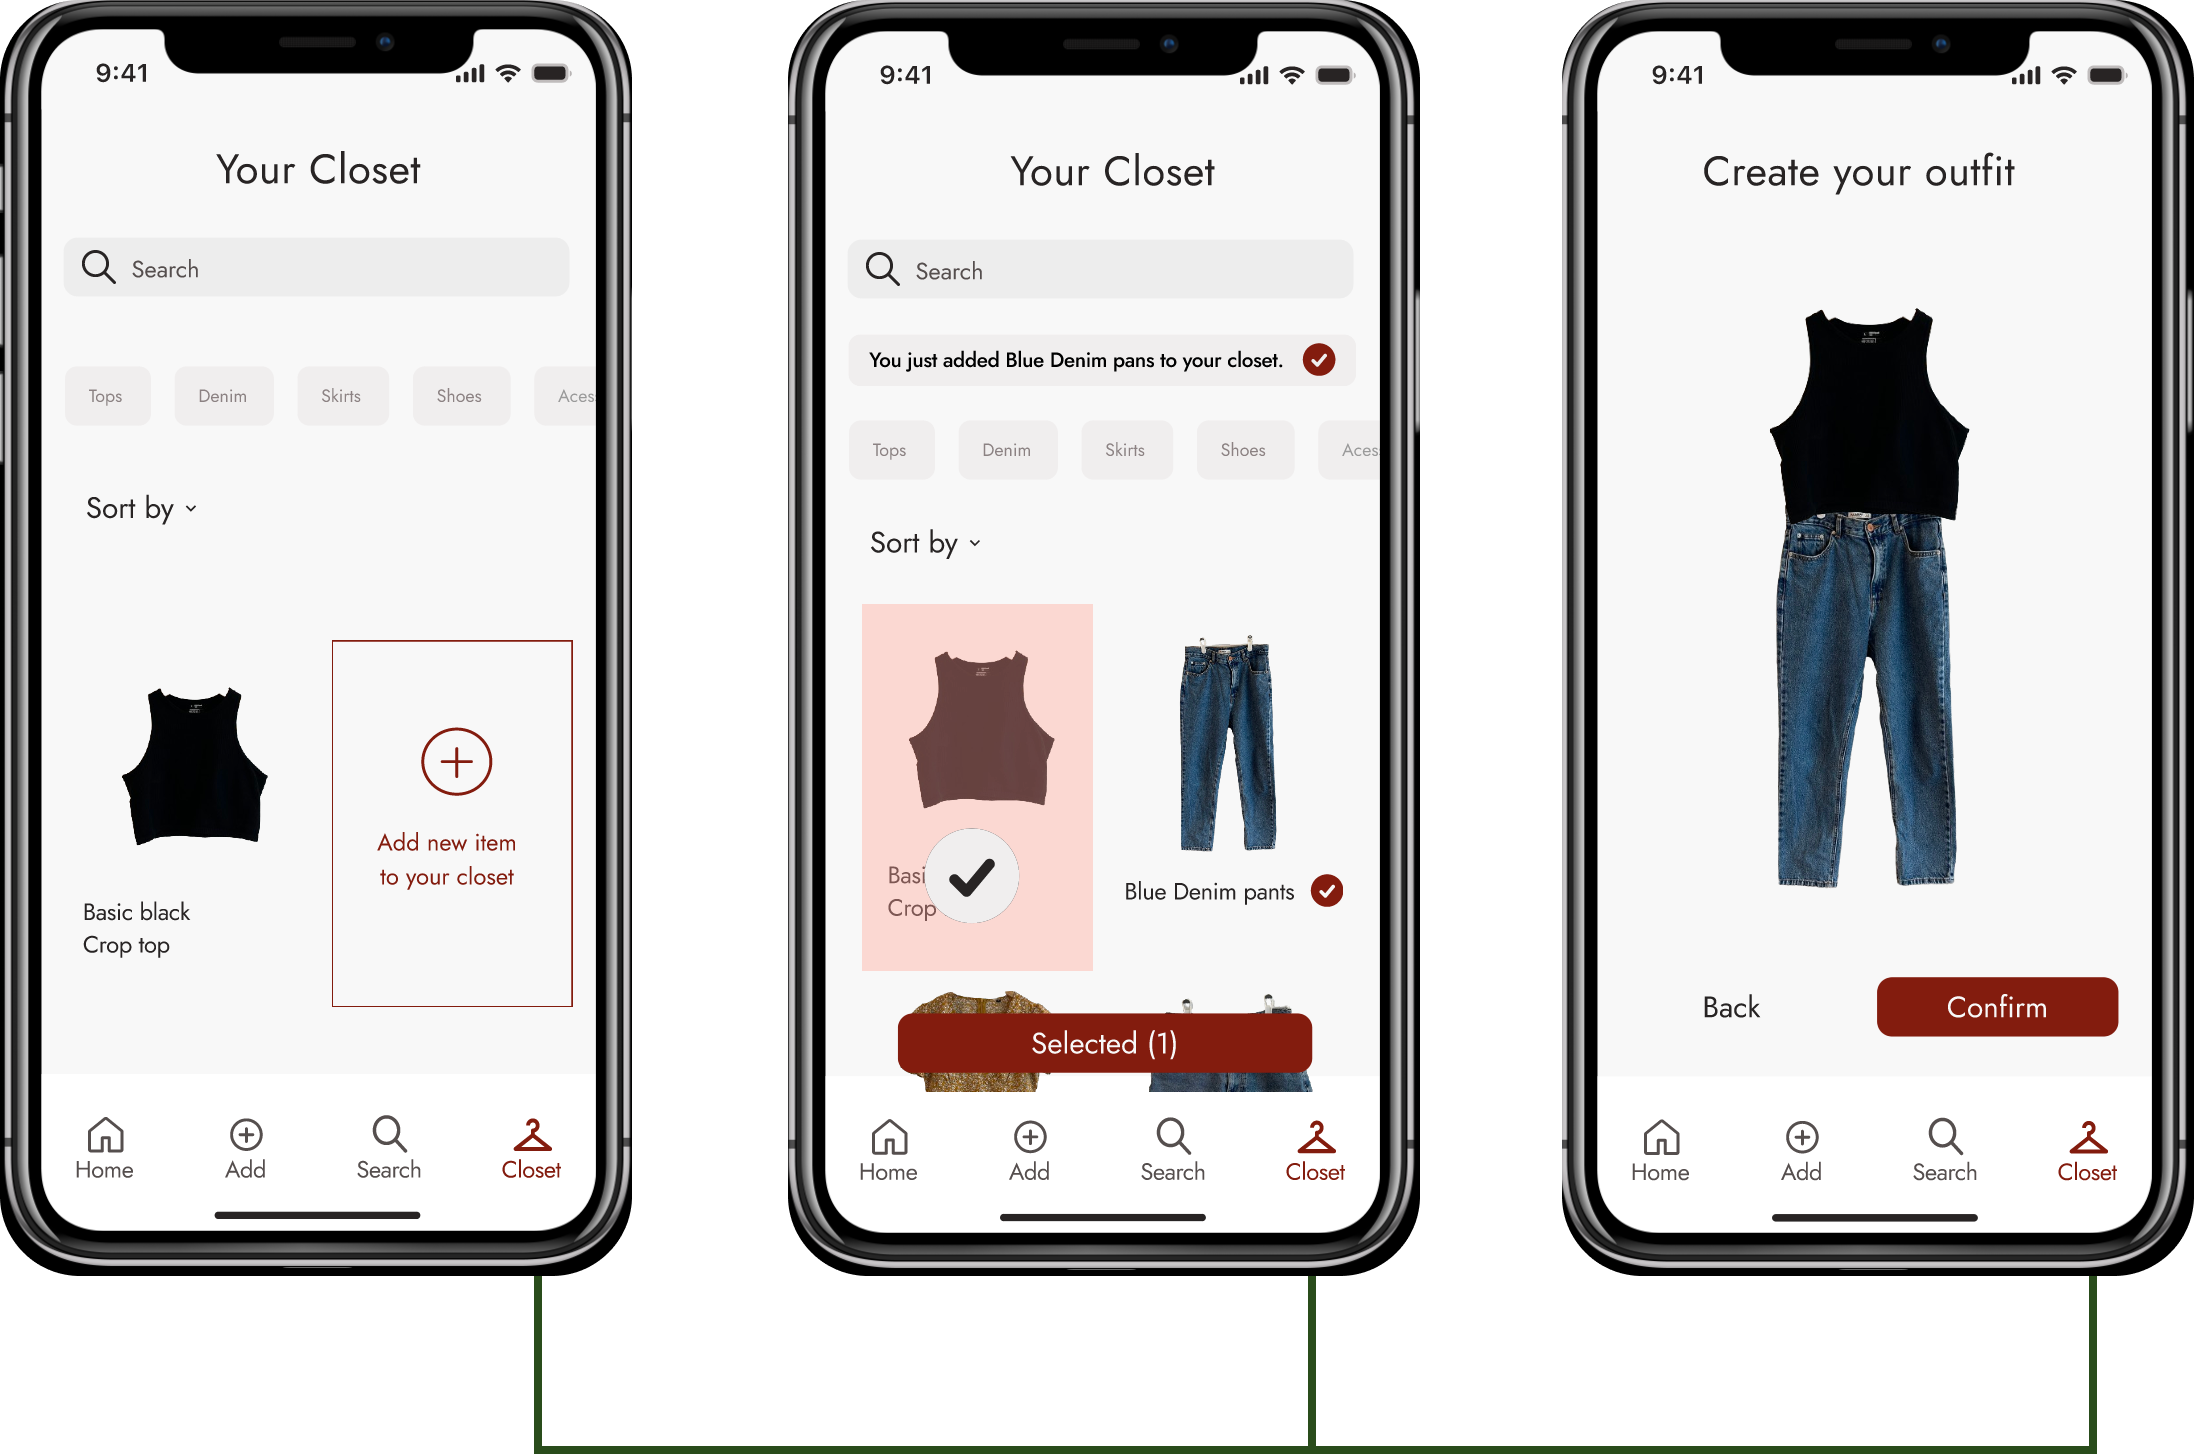 9:41
Your Closet
Search
Tops Denim Skirts Shoes Aces
Sort by
Add new item
to your closet
Basic black
Crop top
Home Add Search Closet
9:41
Your Closet
Search
You just added Blue Denim pans to your closet.
Tops Denim Skirts Shoes Aces
Sort by
Basi
Crop
Blue Denim pants
Selected (1)
Home Add Search Closet
9:41
Create your outfit
Back Confirm
Home Add Search Closet